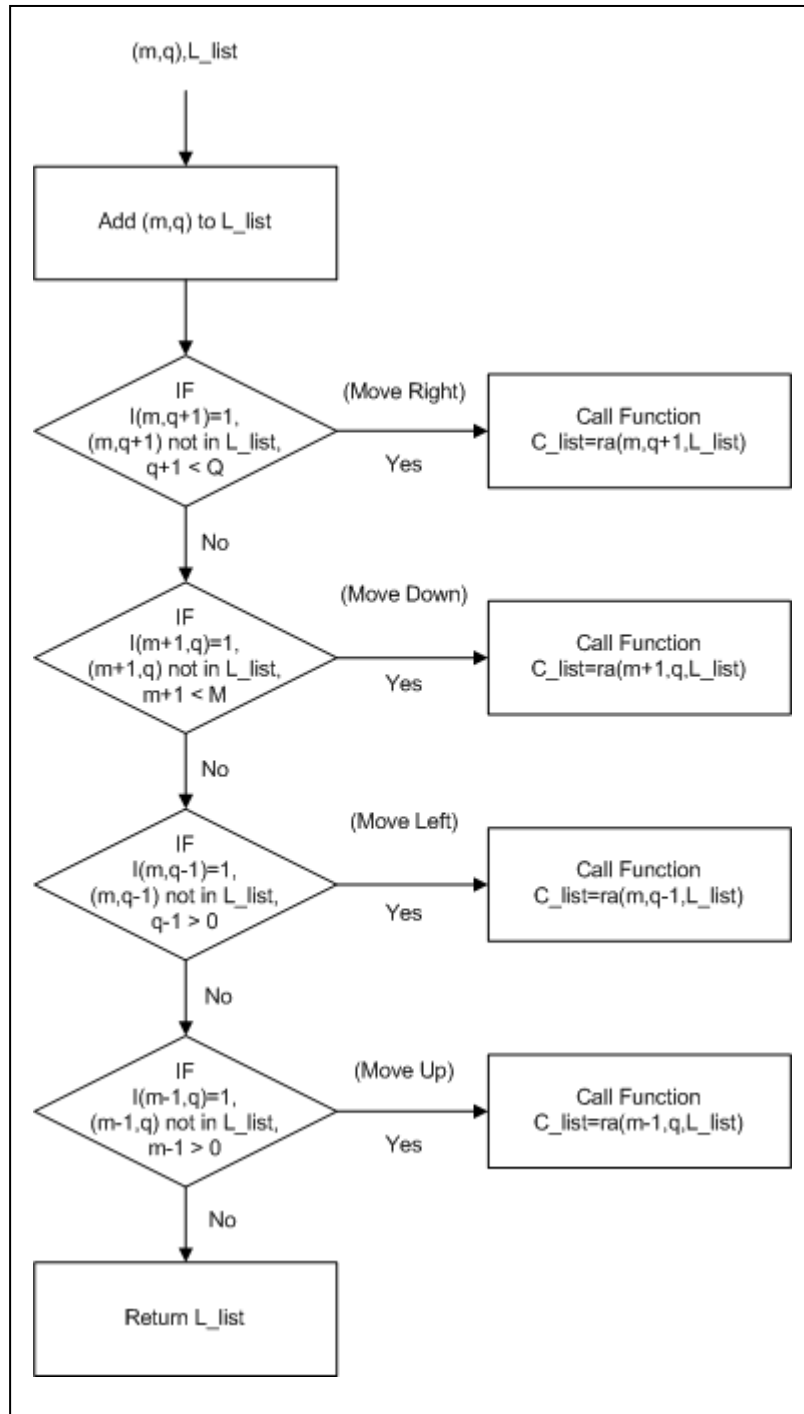 (m,q),L_list
Add (m,q) to L_list
IF
I(m,q+1)=1,
(m,q+1) not in L_list,
q+1 < Q
(Move Right)
Yes
Call Function
C_list=ra(m,q+1,L_list)
No
IF
I(m+1,q)=1,
(m+1,q) not in L_list,
m+1 < M
(Move Down)
Yes
Call Function
C_list=ra(m+1,q,L_list)
No
IF
I(m,q-1)=1,
(m,q-1) not in L_list,
q-1 > 0
(Move Left)
Yes
Call Function
C_list=ra(m,q-1,L_list)
No
IF
I(m-1,q)=1,
(m-1,q) not in L_list,
m-1 > 0
(Move Up)
Yes
Call Function
C_list=ra(m-1,q,L_list)
No
Return L_list